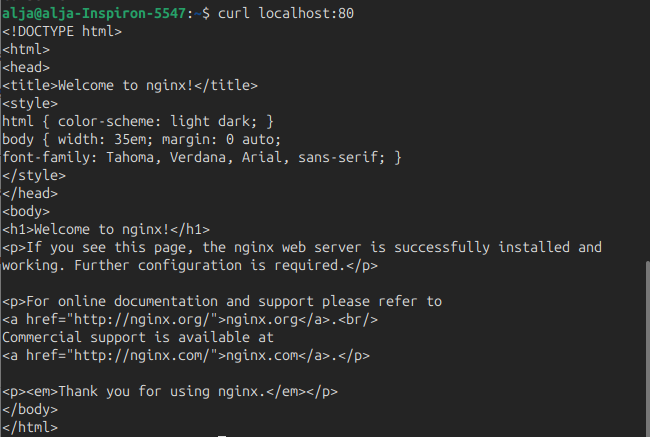 alja@alja-Inspiron-5547:~$ curl localhost:80
<!DOCTYPE html>
<html>
<head>
<title>Welcome to nginx!</title>
<style>
html { color-scheme: light dark; }
body { width: 35em; margin: 0 auto;
font-family: Tahoma, Verdana, Arial, sans-serif; }
</style>
</head>
<body>
<h1>Welcome to nginx!</h1>
<p>If you see this page, the nginx web server is successfully installed and
working. Further configuration is required.</p>

<p>For online documentation and support please refer to
<a href="http://nginx.org/">nginx.org</a>.<br/>
Commercial support is available at
<a href="http://nginx.com/">nginx.com</a>.</p>

<p><em>Thank you for using nginx.</em></p>
</body>
</html>